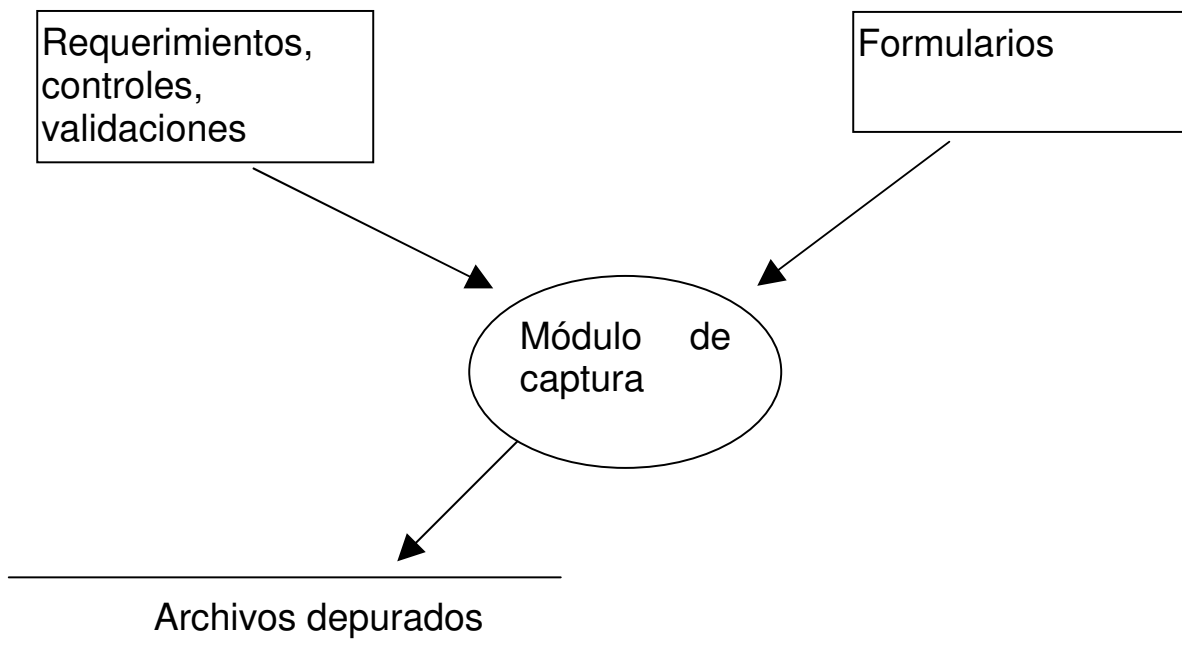 Requerimientos,
controles,
validaciones
Formularios
Módulo de
captura
Archivos depurados